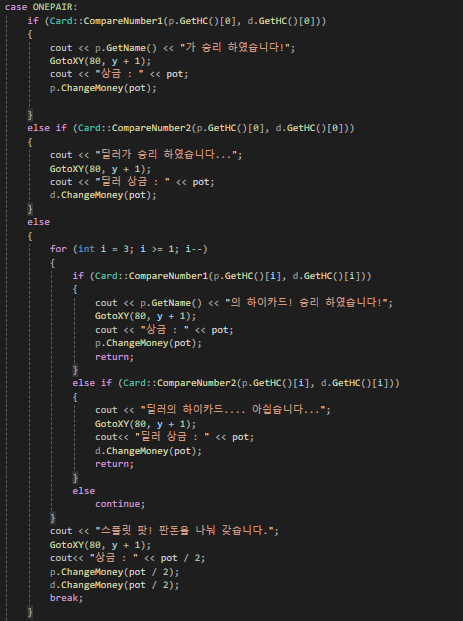 case ONEPAIR:
    if (Card::CompareNumber1(p.GetHC()[0], d.GetHC()[0]))
    {
        cout << p.GetName() << "가 승리 하였습니다!";
        GotoXY(80, y + 1);
        cout << "상금 : " << pot;
        p.ChangeMoney(pot);

    }
    else if (Card::CompareNumber2(p.GetHC()[0], d.GetHC()[0]))
    {
        cout << "딜러가 승리 하였습니다...";
        GotoXY(80, y + 1);
        cout << "딜러 상금 : " << pot;
        d.ChangeMoney(pot);
    }
    else
    {
        for (int i = 3; i >= 1; i--)
        {
            if (Card::CompareNumber1(p.GetHC()[i], d.GetHC()[i]))
            {
                cout << p.GetName() << "의 하이카드! 승리 하였습니다!";
                GotoXY(80, y + 1);
                cout << "상금 : " << pot;
                p.ChangeMoney(pot);
                return;
            }
            else if (Card::CompareNumber2(p.GetHC()[i], d.GetHC()[i]))
            {
                cout << "딜러의 하이카드.... 아쉽습니다...";
                GotoXY(80, y + 1);
                cout<< "딜러 상금 : " << pot;
                d.ChangeMoney(pot);
                return;
            }
            else
                continue;
        }
        cout << "스플릿 팟! 판돈을 나눠 갖습니다.";
        GotoXY(80, y + 1);
        cout<< "상금 : " << pot / 2;
        p.ChangeMoney(pot / 2);
        d.ChangeMoney(pot / 2);
        break;
    }